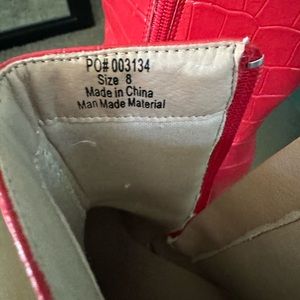 PO# 003134
Size 8
Made in China
Man Made Material